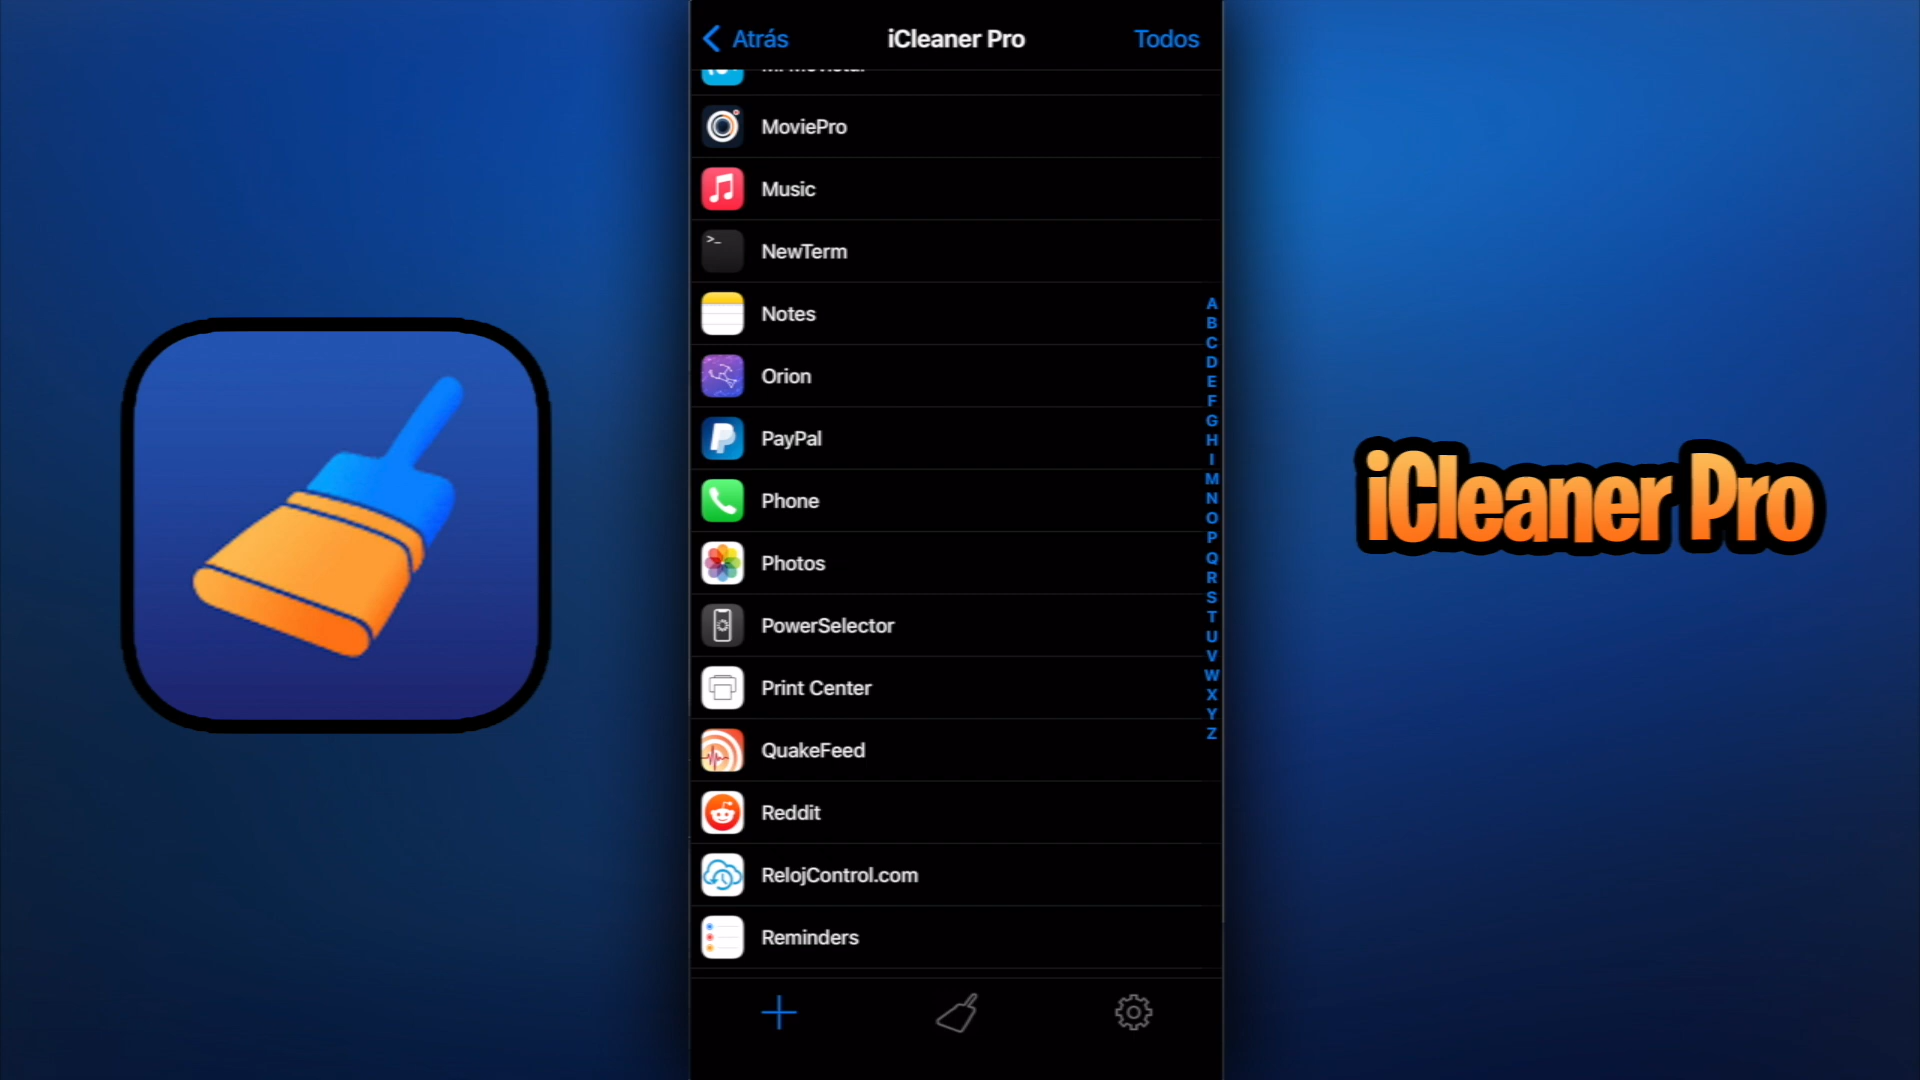 Atrás
iCleaner Pro
Todos
MoviePro
Music
>_
NewTerm
Notes
Orion
PayPal
Phone
Photos
PowerSelector
Print Center
QuakeFeed
Reddit
RelojControl.com
Reminders
A
B
C
D
E
F
G
H
I
M
N
O
P
Q
R
S
T
U
V
W
X
Y
Z
iCleaner Pro